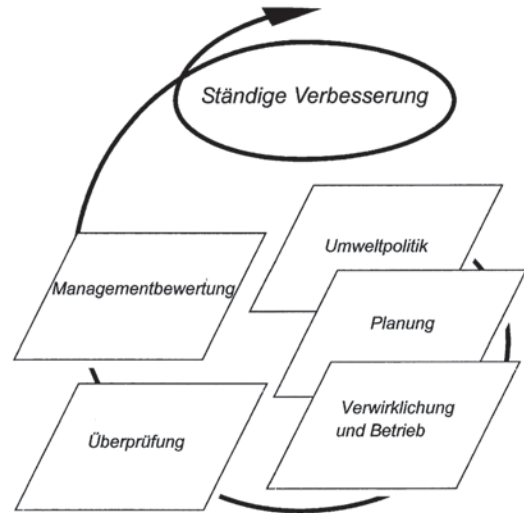 Ständige Verbesserung
Umweltpolitik
Managementbewertung
Planung
Verwirklichung
und Betrieb
Überprüfung